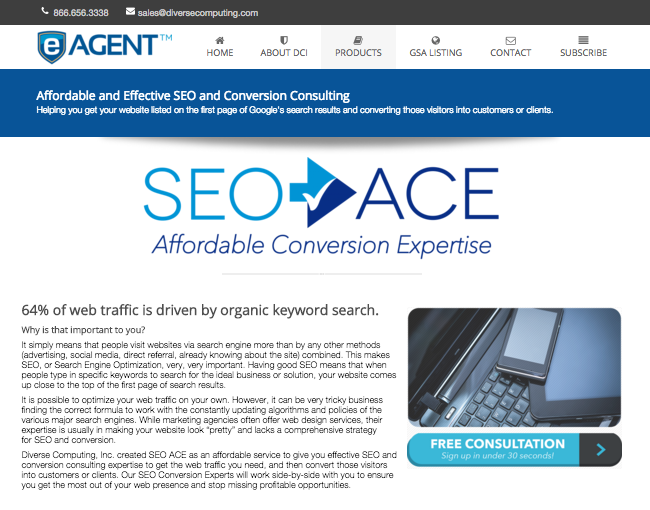 866.656.3338 sales@diversecomputing.com
e AGENT™
HOME ABOUT DCI PRODUCTS GSA LISTING CONTACT SUBSCRIBE
Affordable and Effective SEO and Conversion Consulting
Helping you get your website listed on the first page of Google's search results and converting those visitors into customers or clients.
SEO ACE
Affordable Conversion Expertise
64% of web traffic is driven by organic keyword search.
Why is that important to you?
It simply means that people visit websites via search engine more than by any other methods
(advertising, social media, direct referral, already knowing about the site) combined. This makes
SEO, or Search Engine Optimization, very, very important. Having good SEO means that when
people type in specific keywords to search for the ideal business or solution, your website comes
up close to the top of the first page of search results.
It is possible to optimize your web traffic on your own. However, it can be very tricky business
finding the correct formula to work with the constantly updating algorithms and policies of the
various major search engines. While marketing agencies often offer web design services, their
expertise is usually in making your website look "pretty" and lacks a comprehensive strategy
for SEO and conversion.
Diverse Computing, Inc. created SEO ACE as an affordable service to give you effective SEO and
conversion consulting expertise to get the web traffic you need, and then convert those visitors
into customers or clients. Our SEO Conversion Experts will work side-by-side with you to ensure
you get the most out of your web presence and stop missing profitable opportunities.
FREE CONSULTATION
Sign up in under 30 seconds!